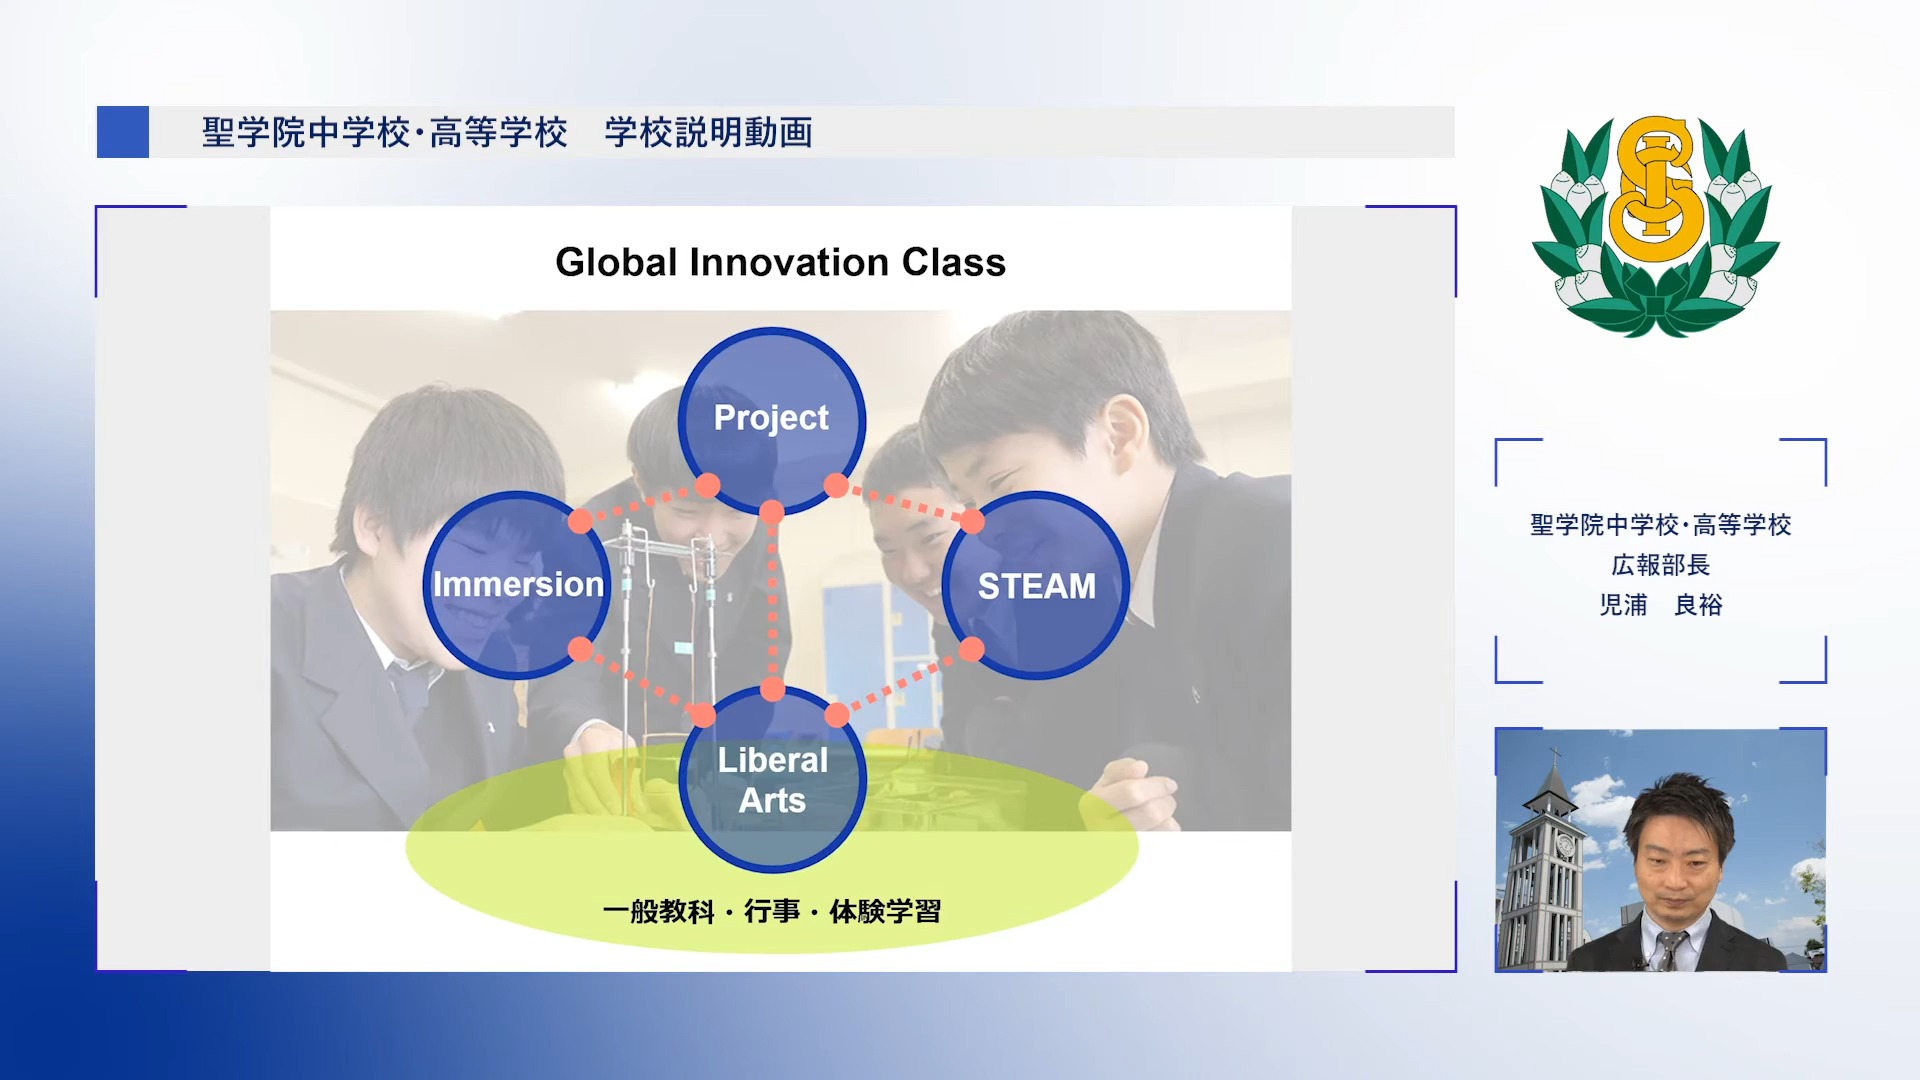 聖学院中学校・高等学校　学校説明動画
Global Innovation Class
Project
Immersion
STEAM
Liberal
Arts
一般教科・行事・体験学習
聖学院中学校・高等学校
広報部長
児浦　良裕